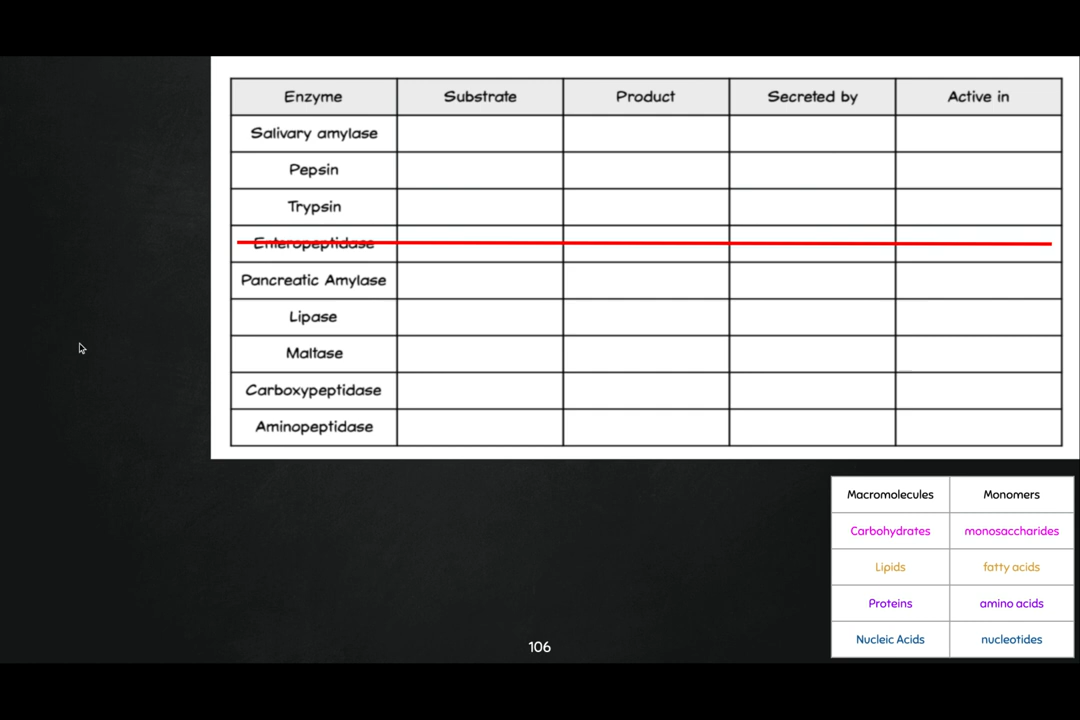 Enzyme Substrate Product Secreted by Active in
Salivary amylase
Pepsin
Trypsin
Enteropeptidase
Pancreatic Amylase
Lipase
Maltase
Carboxypeptidase
Aminopeptidase
Macromolecules Monomers
Carbohydrates monosaccharides
Lipids fatty acids
Proteins amino acids
Nucleic Acids nucleotides
106